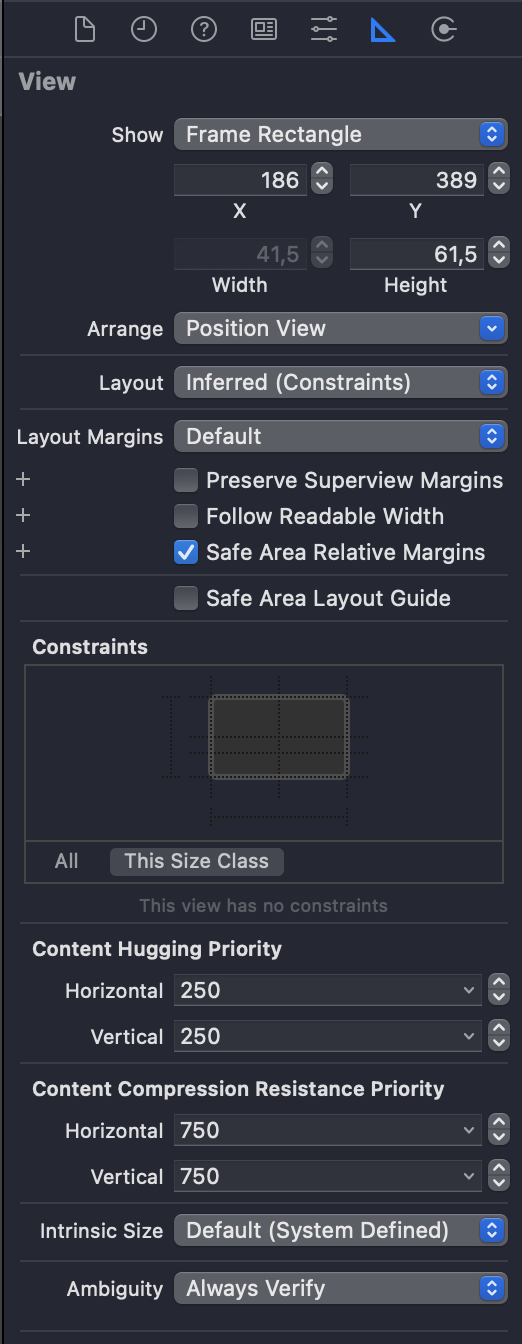 View
Show Frame Rectangle
186 389
X Y
41,5 61,5
Width Height
Arrange Position View
Layout Inferred (Constraints)
Layout Margins Default
Preserve Superview Margins
Follow Readable Width
Safe Area Relative Margins
Safe Area Layout Guide
Constraints
All This Size Class
This view has no constraints
Content Hugging Priority
Horizontal 250
Vertical 250
Content Compression Resistance Priority
Horizontal 750
Vertical 750
Intrinsic Size Default (System Defined)
Ambiguity Always Verify